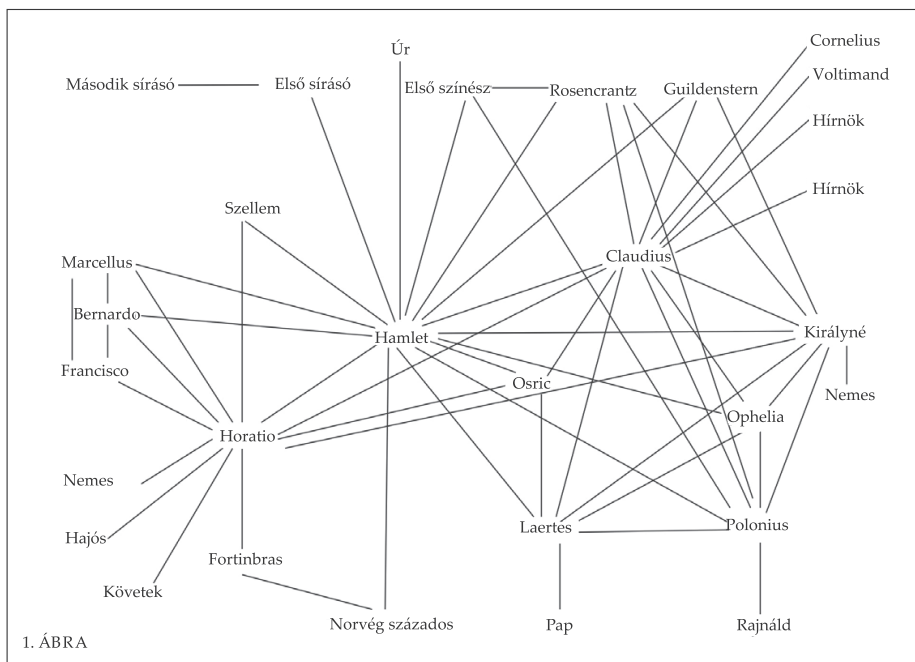 Cornelius
Úr
Voltimand
Második sírásó
Első sírásó
Első színész
Rosencrantz
Guildenstern
Hírnök
Hírnök
Szellem
Marcellus
Claudius
Bernardo
Hamlet
Királyné
Francisco
Osric
Nemes
Ophelia
Horatio
Nemes
Laertes
Polonius
Hajós
Fortinbras
Követek
Norvég százados
Pap
Rajnáld
1. ÁBRA